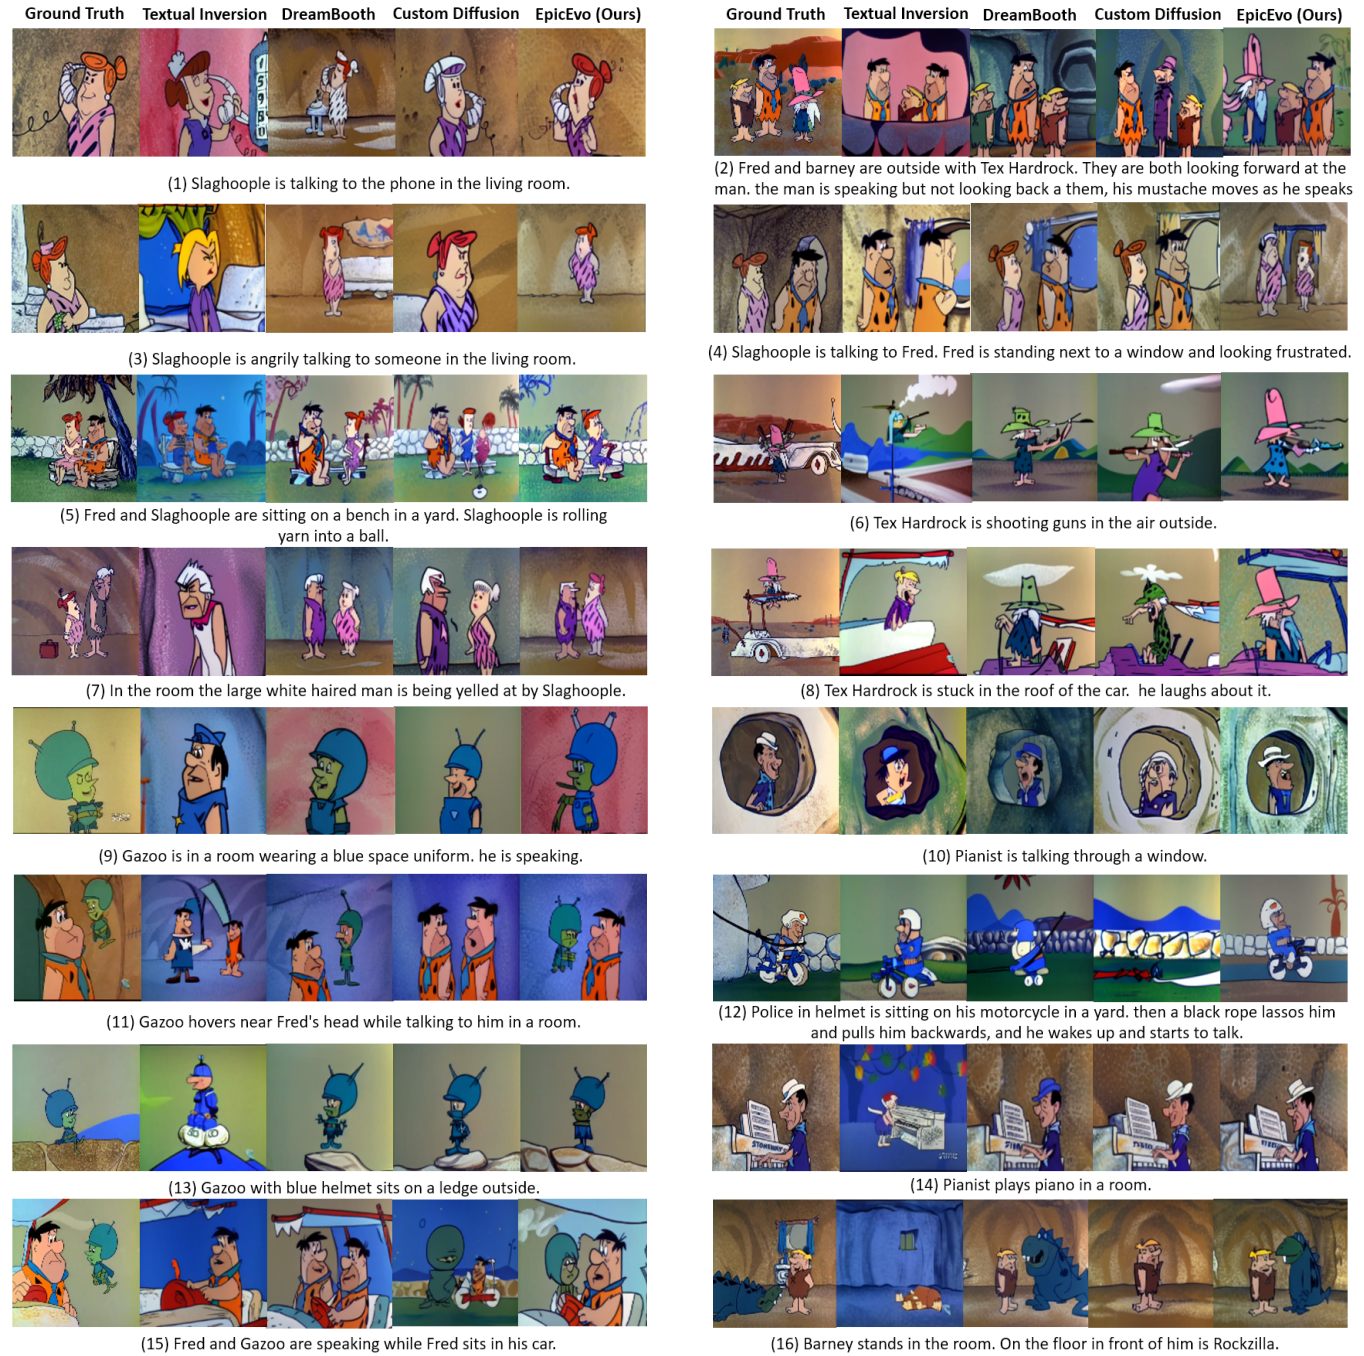 Ground Truth Textual Inversion DreamBooth Custom Diffusion EpicEvo (Ours)
(1) Slaghoople is talking to the phone in the living room.
(3) Slaghoople is angrily talking to someone in the living room.
(5) Fred and Slaghoople are sitting on a bench in a yard. Slaghoople is rolling
yarn into a ball.
(7) In the room the large white haired man is being yelled at by Slaghoople.
(9) Gazoo is in a room wearing a blue space uniform. he is speaking.
(11) Gazoo hovers near Fred's head while talking to him in a room.
(13) Gazoo with blue helmet sits on a ledge outside.
(15) Fred and Gazoo are speaking while Fred sits in his car.
Ground Truth Textual Inversion DreamBooth Custom Diffusion EpicEvo (Ours)
(2) Fred and barney are outside with Tex Hardrock. They are both looking forward at the
man. the man is speaking but not looking back a them, his mustache moves as he speaks
(4) Slaghoople is talking to Fred. Fred is standing next to a window and looking frustrated.
(6) Tex Hardrock is shooting guns in the air outside.
(8) Tex Hardrock is stuck in the roof of the car. he laughs about it.
(10) Pianist is talking through a window.
(12) Police in helmet is sitting on his motorcycle in a yard. then a black rope lassos him
and pulls him backwards, and he wakes up and starts to talk.
STONEWAY
(14) Pianist plays piano in a room.
(16) Barney stands in the room. On the floor in front of him is Rockzilla.